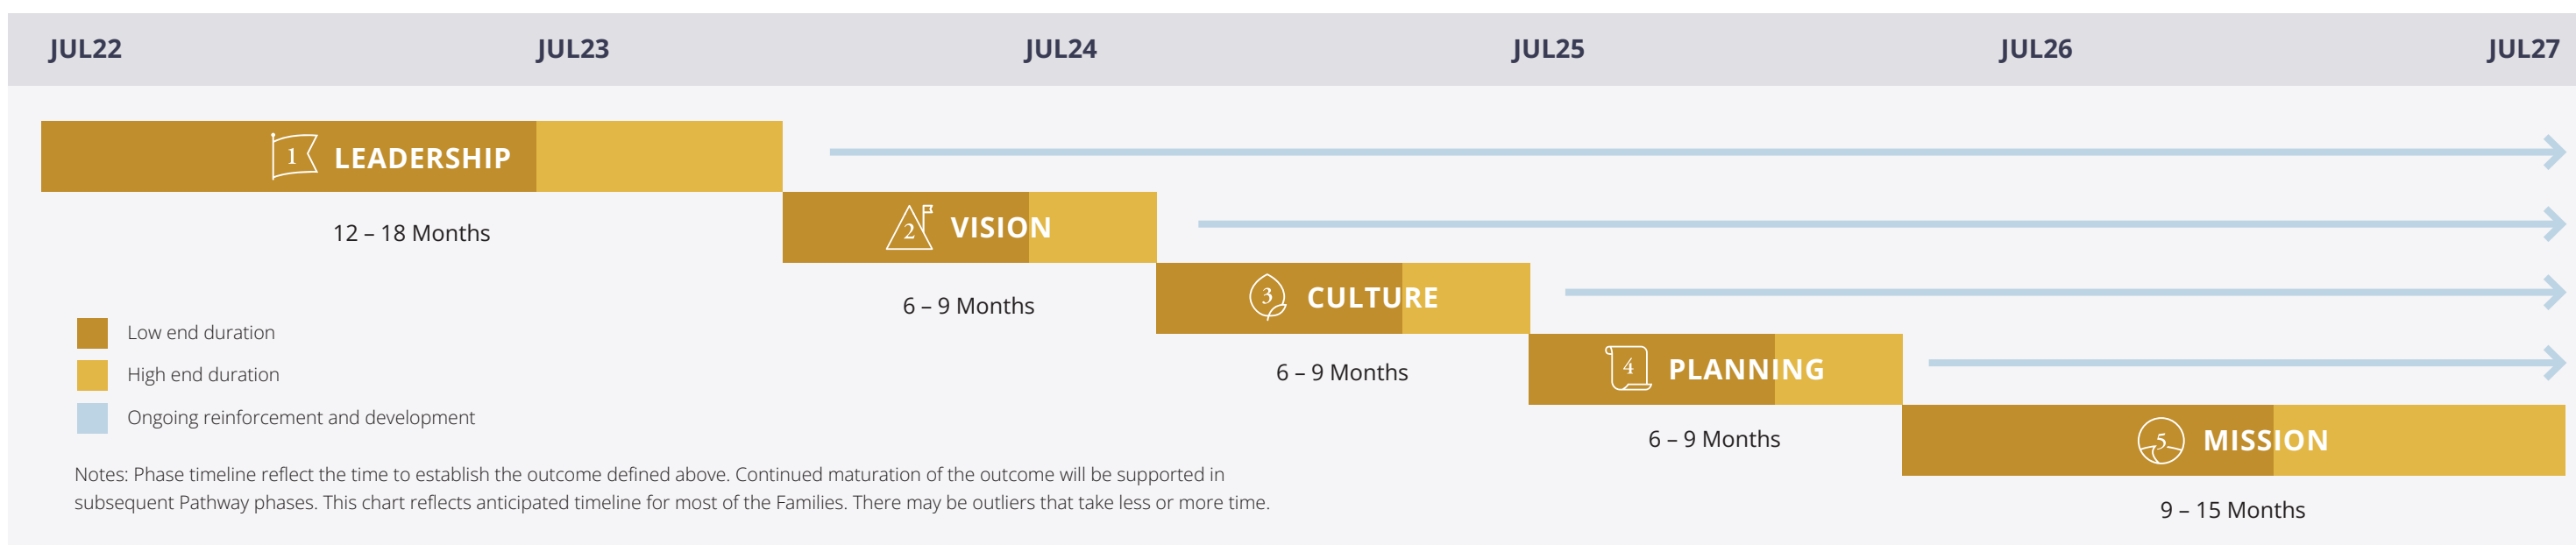 JUL22 JUL23 JUL24 JUL25 JUL26 JUL27
1 LEADERSHIP
12 – 18 Months
2 VISION
6 – 9 Months
3 CULTURE
6 – 9 Months
4 PLANNING
6 – 9 Months
5 MISSION
9 – 15 Months
Low end duration
High end duration
Ongoing reinforcement and development
Notes: Phase timeline reflect the time to establish the outcome defined above. Continued maturation of the outcome will be supported in
subsequent Pathway phases. This chart reflects anticipated timeline for most of the Families. There may be outliers that take less or more time.